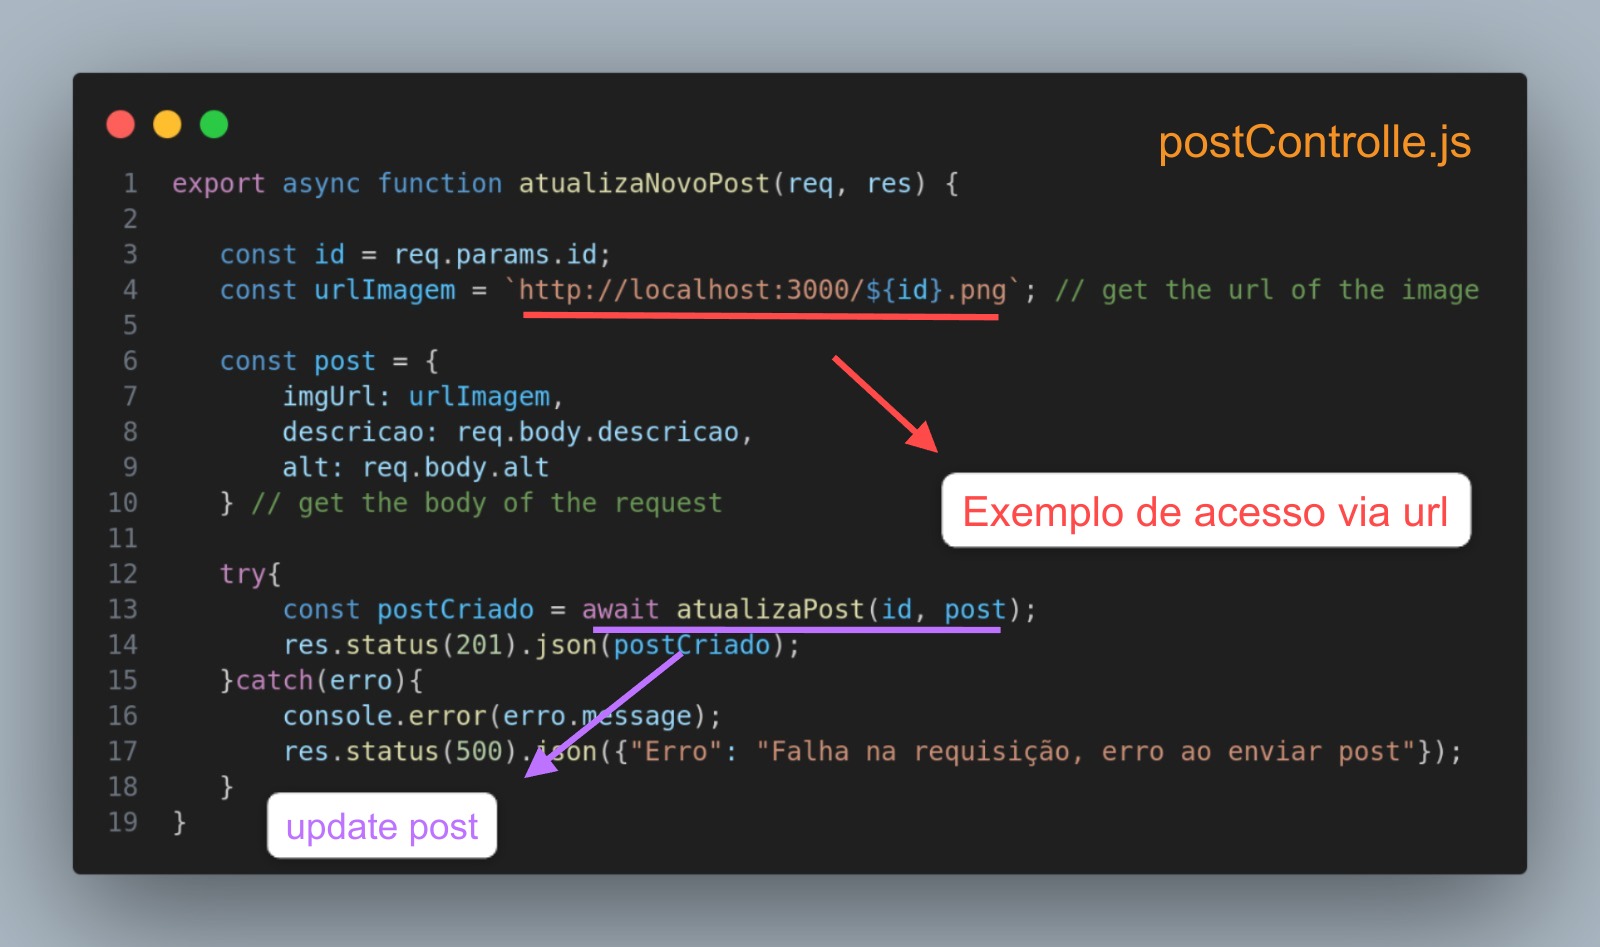 postControlle.js
1 export async function atualizaNovoPost(req, res) {
2
3 const id = req.params.id;
4 const urlImagem = `http://localhost:3000/${id}.png`; // get the url of the image
5
6 const post = {
7 imgUrl: urlImagem,
8 descricao: req.body.descricao,
9 alt: req.body.alt
10 } // get the body of the request
11
Exemplo de acesso via url
12 try{
13 const postCriado = await atualizaPost(id, post);
14 res.status(201).json(postCriado);
15 }catch(erro){
16 console.error(erro.message);
17 res.status(500).json({"Erro": "Falha na requisição, erro ao enviar post"});
18 }
19 }
update post